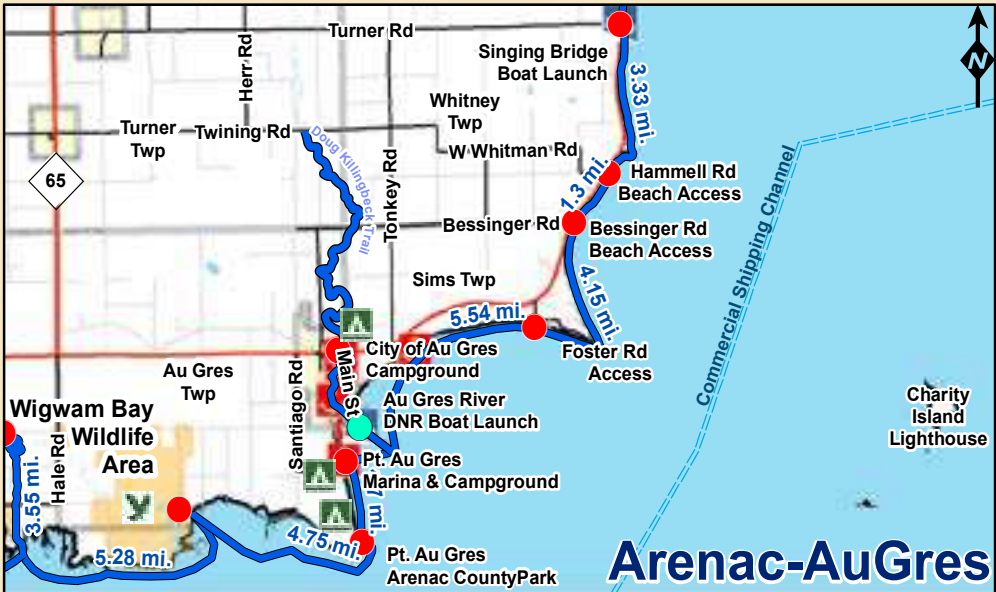 Turner Rd
Herr Rd
Singing Bridge
Boat Launch
N
3.33 mi.
Whitney
Twp
Turner
Twp
Twining Rd
Doug Killingbeck Trail
W Whitman Rd
Tonkey Rd
65
1.3 mi.
Hammell Rd
Beach Access
Bessinger Rd
Bessinger Rd
Beach Access
Commercial Shipping Channel
Sims Twp
4.15 mi.
5.54 mi.
Foster Rd
Access
City of Au Gres
Campground
Main St
Santiago Rd
Au Gres
Twp
Au Gres River
DNR Boat Launch
Charity
Island
Lighthouse
Wigwam Bay
Wildlife
Area
Hale Rd
3.55 mi.
Pt. Au Gres
Marina & Campground
7 mi.
4.75 mi.
5.28 mi.
Pt. Au Gres
Arenac CountyPark
Arenac-AuGres